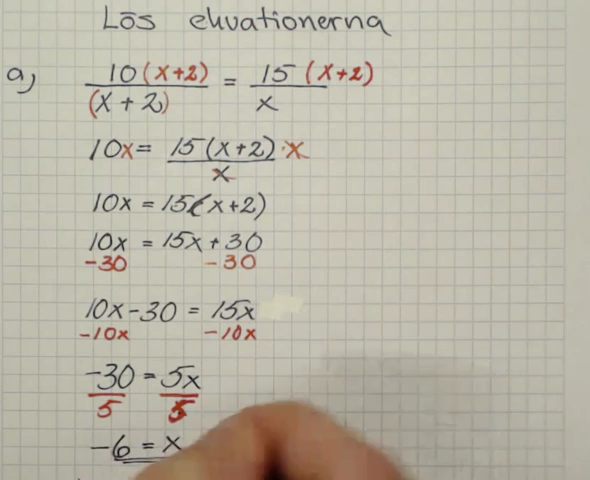 Lös ekvationerna
a) 10(x+2)/(x+2) = 15(x+2)/x
10x = 15(x+2)·x/x
10x = 15(x+2)
10x = 15x + 30
-30 -30
10x-30 = 15x
-10x -10x
-30/5 = 5x/5
-6 = x